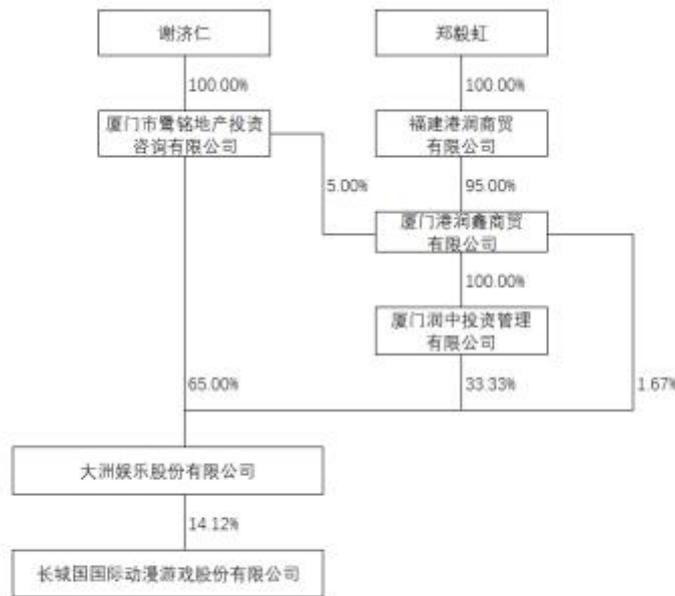 谢济仁
郑毅虹
100.00%
100.00%
厦门市鹭铭地产投资
咨询有限公司
福建港润商贸
有限公司
5.00%
95.00%
厦门港润鑫商贸
有限公司
100.00%
厦门润中投资管理
有限公司
65.00%
33.33%
1.67%
大洲娱乐股份有限公司
14.12%
长城国国际动漫游戏股份有限公司